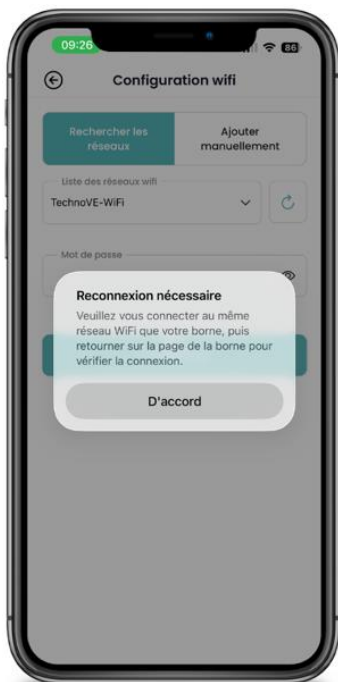 09:26
86
Configuration wifi
Rechercher les
réseaux
Ajouter
manuellement
Liste des réseaux wifi
TechnoVE-WiFi
Mot de passe
Reconnexion nécessaire
Veuillez vous connecter au même
réseau WiFi que votre borne, puis
retourner sur la page de la borne pour
vérifier la connexion.
D'accord